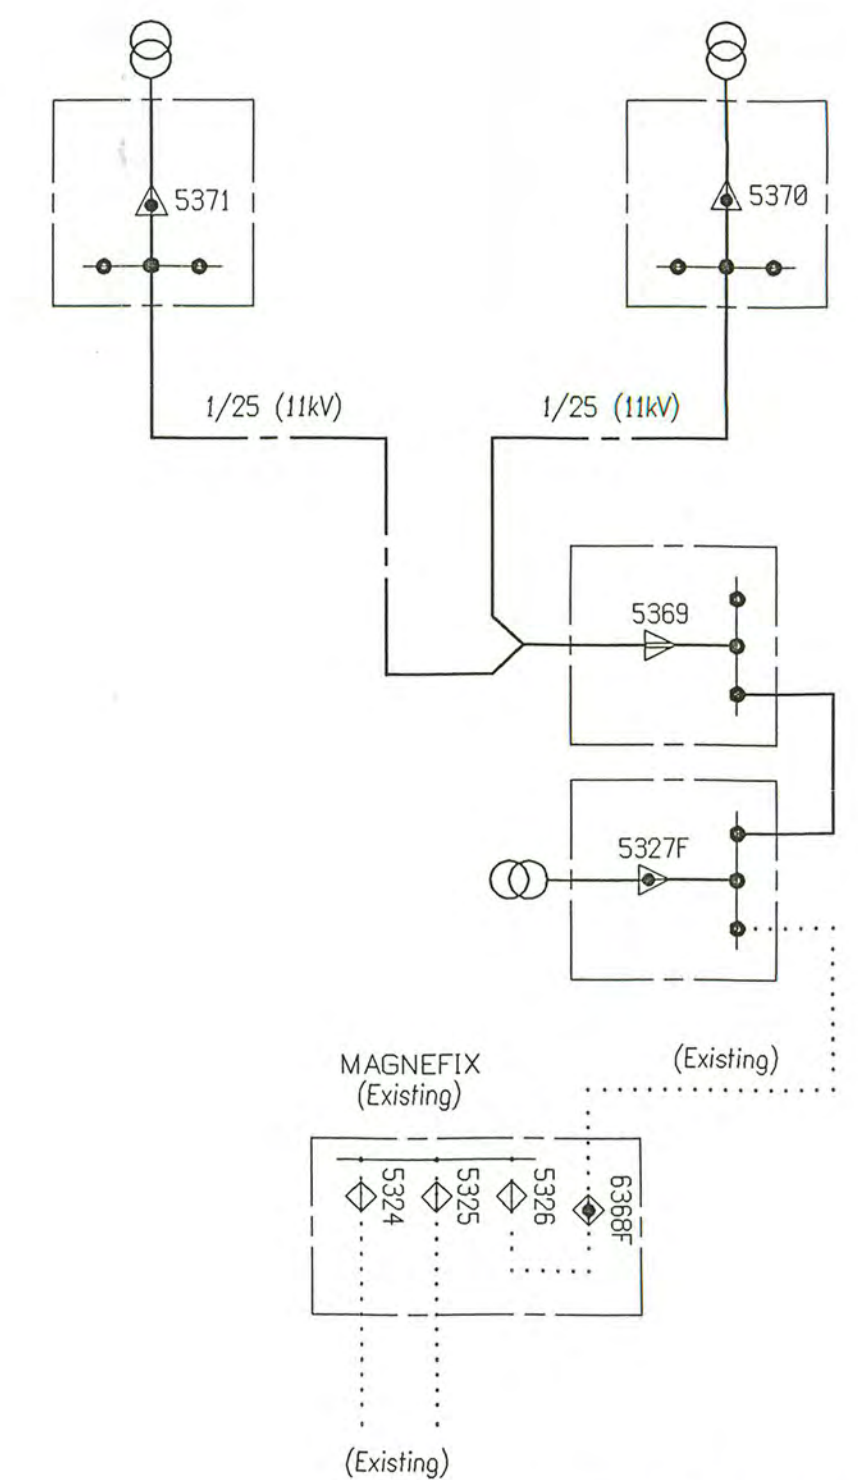 5371
5370
1/25 (11kV)
1/25 (11kV)
5369
5327F
(Existing)
MAGNEFIX
(Existing)
5324
5325
5326
6368F
(Existing)